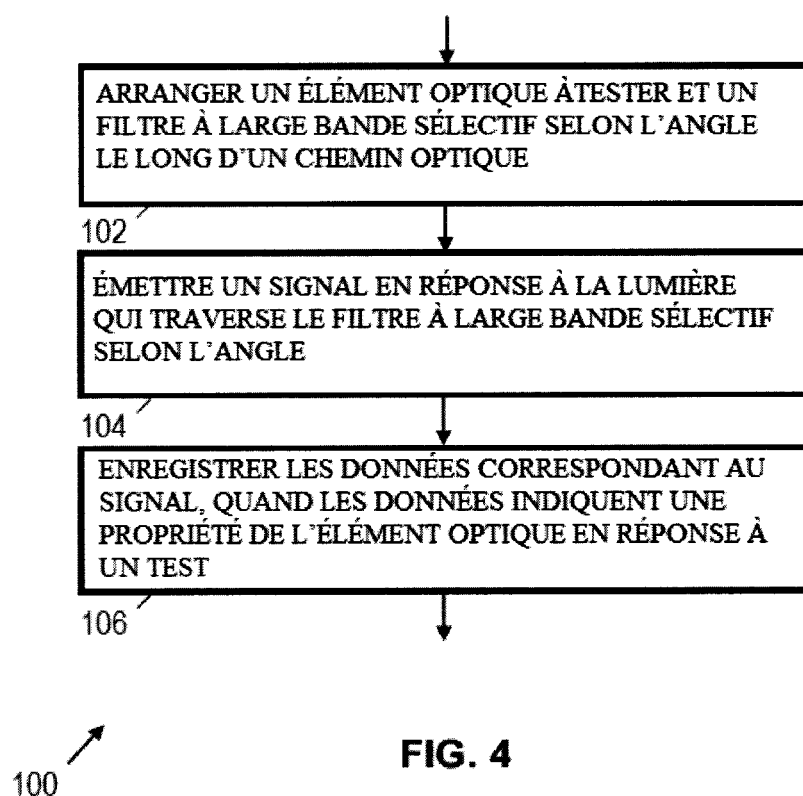 ARRANGER UN ÉLÉMENT OPTIQUE ÀTESTER ET UN
FILTRE À LARGE BANDE SÉLECTIF SELON L'ANGLE
LE LONG D'UN CHEMIN OPTIQUE
102
ÉMETTRE UN SIGNAL EN RÉPONSE À LA LUMIÈRE
QUI TRAVERSE LE FILTRE À LARGE BANDE SÉLECTIF
SELON L'ANGLE
104
ENREGISTRER LES DONNÉES CORRESPONDANT AU
SIGNAL, QUAND LES DONNÉES INDIQUENT UNE
PROPRIÉTÉ DE L'ÉLÉMENT OPTIQUE EN RÉPONSE À
UN TEST
106
100
FIG. 4